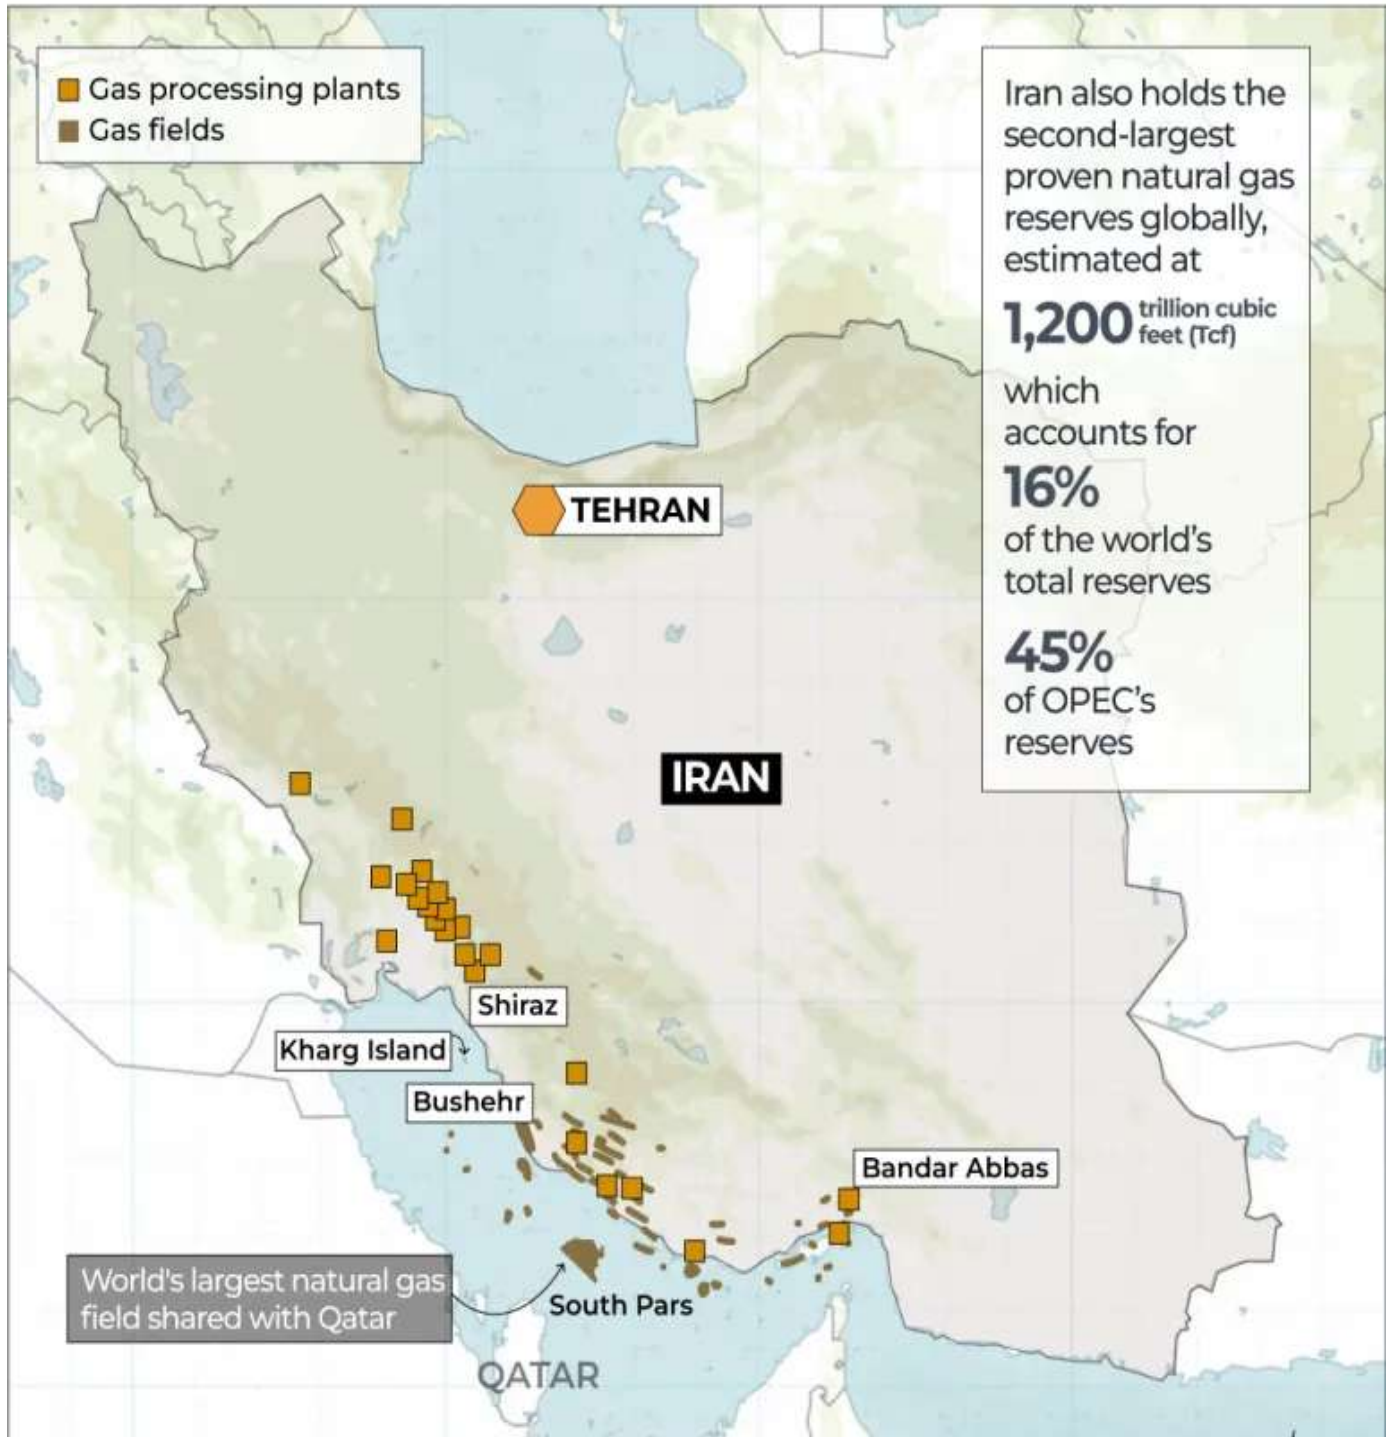 Gas processing plants
Gas fields
Iran also holds the
second-largest
proven natural gas
reserves globally,
estimated at
1,200 trillion cubic
feet (Tcf)
which
accounts for
16%
of the world's
total reserves
45%
of OPEC's
reserves
TEHRAN
IRAN
Shiraz
Kharg Island
Bushehr
Bandar Abbas
World's largest natural gas
field shared with Qatar
South Pars
QATAR